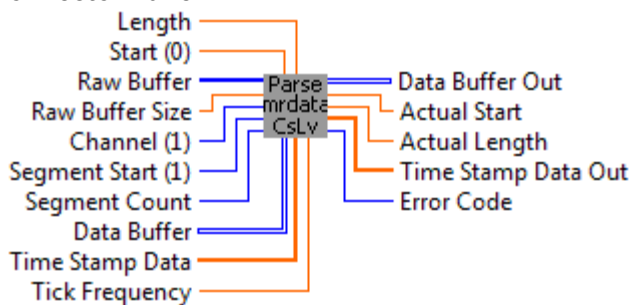 Length
Start (0)
Raw Buffer
Raw Buffer Size
Channel (1)
Segment Start (1)
Segment Count
Data Buffer
Time Stamp Data
Tick Frequency
Parse
mrdata
CsLv
Data Buffer Out
Actual Start
Actual Length
Time Stamp Data Out
Error Code